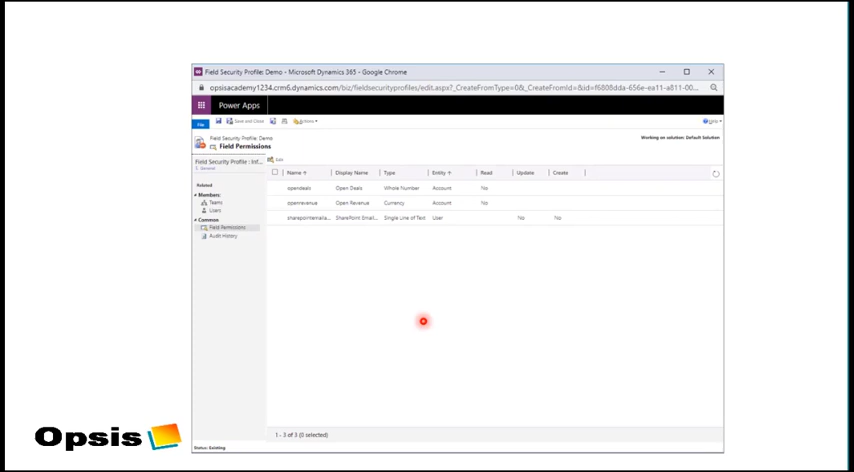 Field Security Profile: Demo - Microsoft Dynamics 365 - Google Chrome
opsisacademy1234.crm6.dynamics.com/biz/fieldsecurityprofiles/edit.aspx?_CreateFromType=0&_CreateFromId=&id=f6808dda-656e-ea11-a811-00...
Power Apps
File
Save and Close
Actions
Help
Field Security Profile: Demo
Field Permissions
Working on solution: Default Solution
Field Security Profile : Inf...
General
Edit
Related
Members:
Teams
Users
Common
Field Permissions
Audit History
Name ↑ Display Name Type Entity ↑ Read Update Create
opendeals Open Deals Whole Number Account No
openrevenue Open Revenue Currency Account No
sharepointemaila... SharePoint Email... Single Line of Text User No No
1 - 3 of 3 (0 selected)
Status: Existing
Opsis